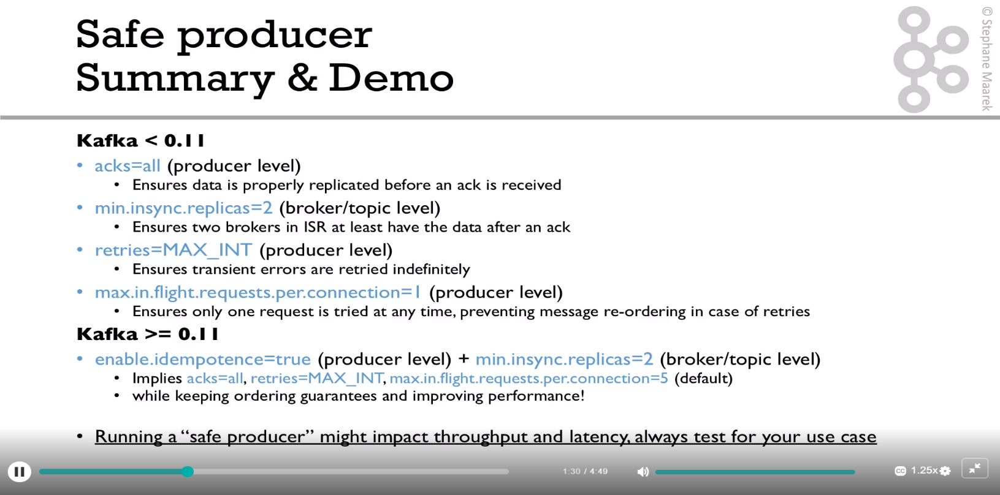 Safe producer
Summary & Demo
© Stephane Maarek
Kafka < 0.11
• acks=all (producer level)
• Ensures data is properly replicated before an ack is received
• min.insync.replicas=2 (broker/topic level)
• Ensures two brokers in ISR at least have the data after an ack
• retries=MAX_INT (producer level)
• Ensures transient errors are retried indefinitely
• max.in.flight.requests.per.connection=1 (producer level)
• Ensures only one request is tried at any time, preventing message re-ordering in case of retries
Kafka >= 0.11
• enable.idempotence=true (producer level) + min.insync.replicas=2 (broker/topic level)
• Implies acks=all, retries=MAX_INT, max.in.flight.requests.per.connection=5 (default)
• while keeping ordering guarantees and improving performance!
• Running a “safe producer” might impact throughput and latency, always test for your use case
1:30 / 4:49
CC 1.25x